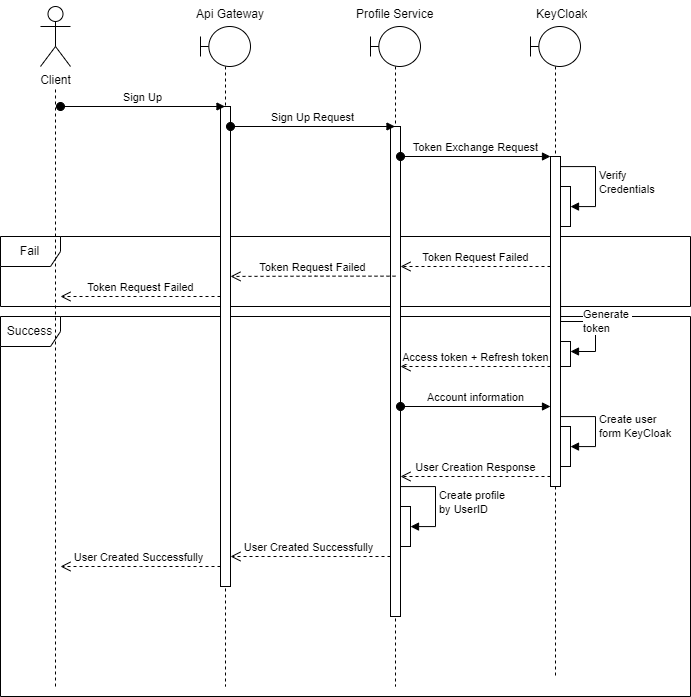 Api Gateway
Profile Service
KeyCloak
Client
Sign Up
Sign Up Request
Token Exchange Request
Verify
Credentials
Fail
Token Request Failed
Token Request Failed
Token Request Failed
Success
Generate
token
Access token + Refresh token
Account information
Create user
form KeyCloak
User Creation Response
Create profile
by UserID
User Created Successfully
User Created Successfully